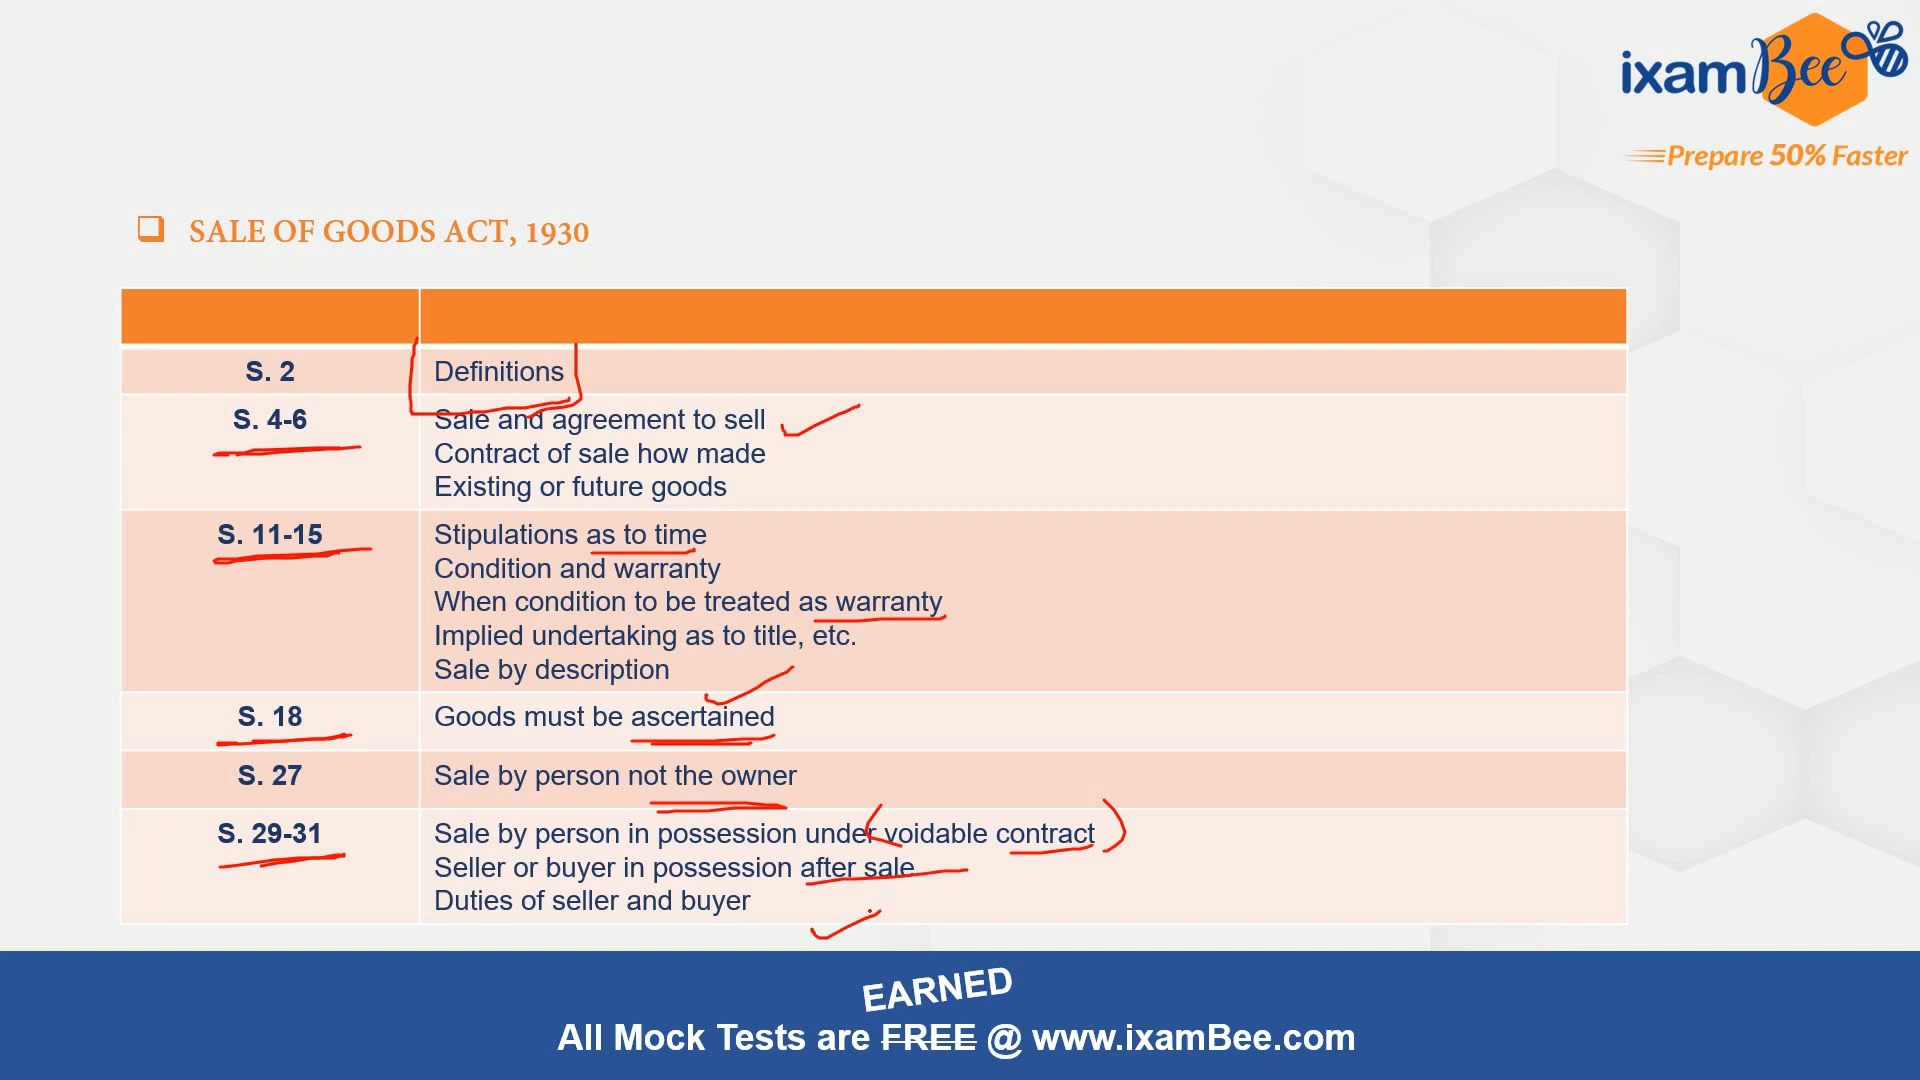 ixamBee
Prepare 50% Faster
SALE OF GOODS ACT, 1930
S. 2
Definitions
S. 4-6
Sale and agreement to sell
Contract of sale how made
Existing or future goods
S. 11-15
Stipulations as to time
Condition and warranty
When condition to be treated as warranty
Implied undertaking as to title, etc.
Sale by description
S. 18
Goods must be ascertained
S. 27
Sale by person not the owner
S. 29-31
Sale by person in possession under voidable contract
Seller or buyer in possession after sale
Duties of seller and buyer
EARNED
All Mock Tests are FREE @ www.ixamBee.com